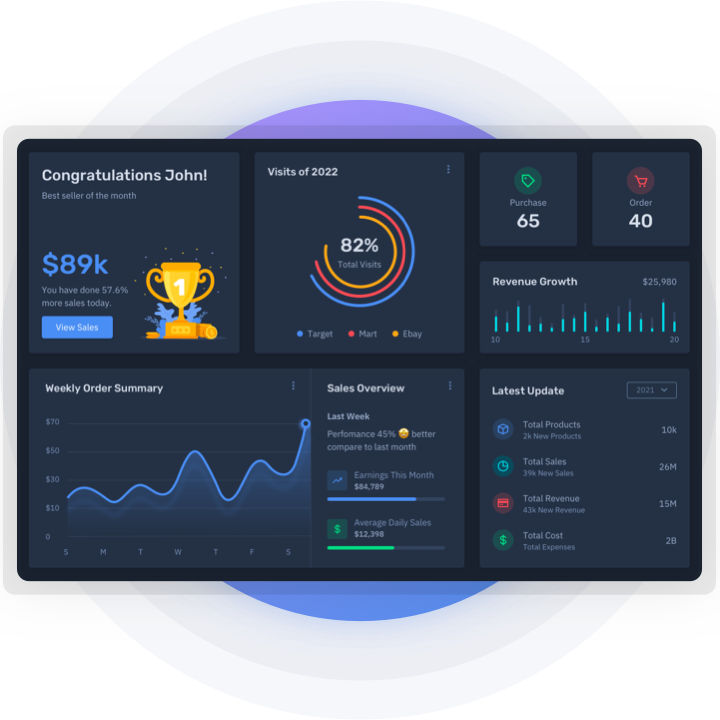 Congratulations John!
Best seller of the month
$89k
You have done 57.6%
more sales today.
View Sales
1
Visits of 2022
82%
Total Visits
Target
Mart
Ebay
Purchase
65
Order
40
Revenue Growth
$25,980
10
15
20
Weekly Order Summary
$70
$50
$30
$10
0
S
M
T
W
T
F
S
Sales Overview
Last Week
Perfomance 45% 🤩 better
compare to last month
Earnings This Month
$84,789
$
Average Daily Sales
$12,398
Latest Update
2021
Total Products
2k New Products
10k
Total Sales
39k New Sales
26M
Total Revenue
43k New Revenue
15M
$
Total Cost
Total Expenses
2B